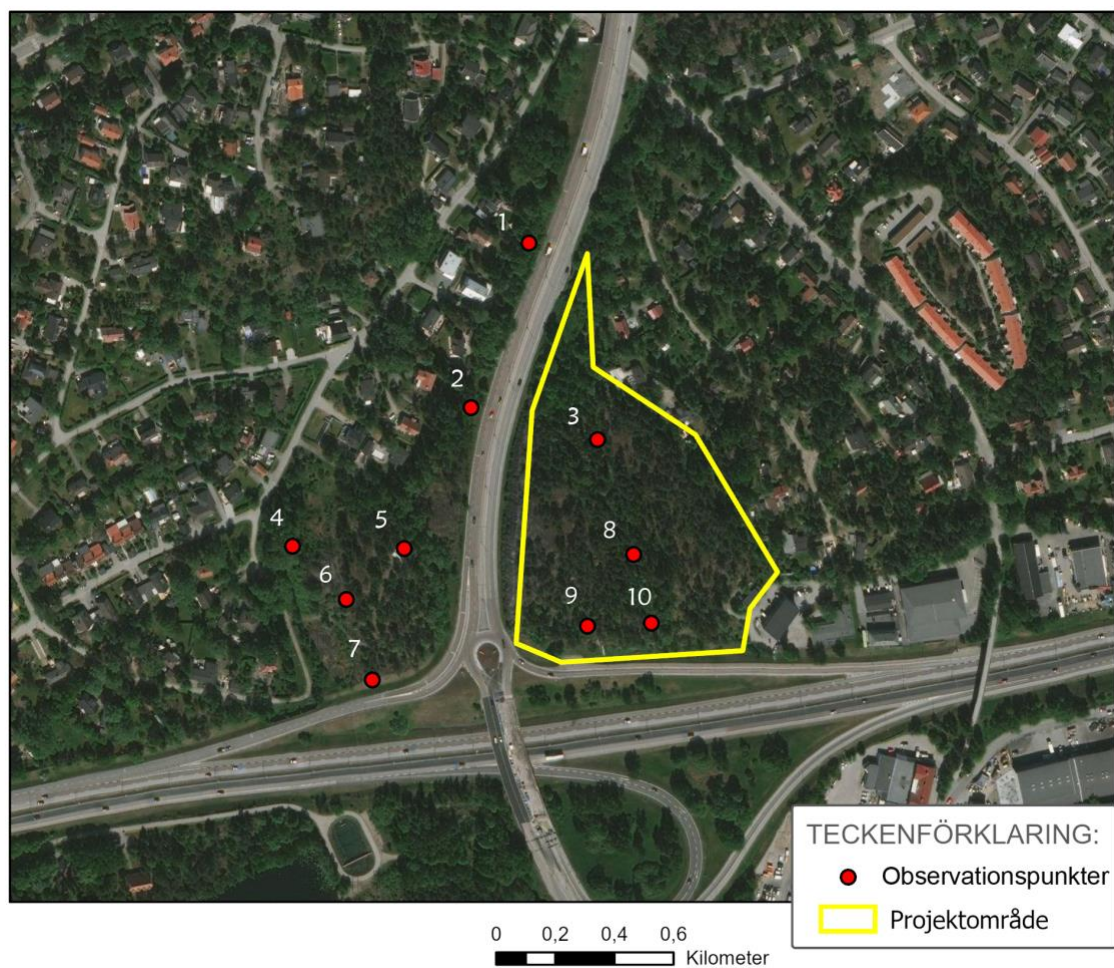 1
2
3
4
5
6
7
8
9
10
TECKENFÖRKLARING:
Observationspunkter
Projektområde
0 0,2 0,4 0,6
Kilometer